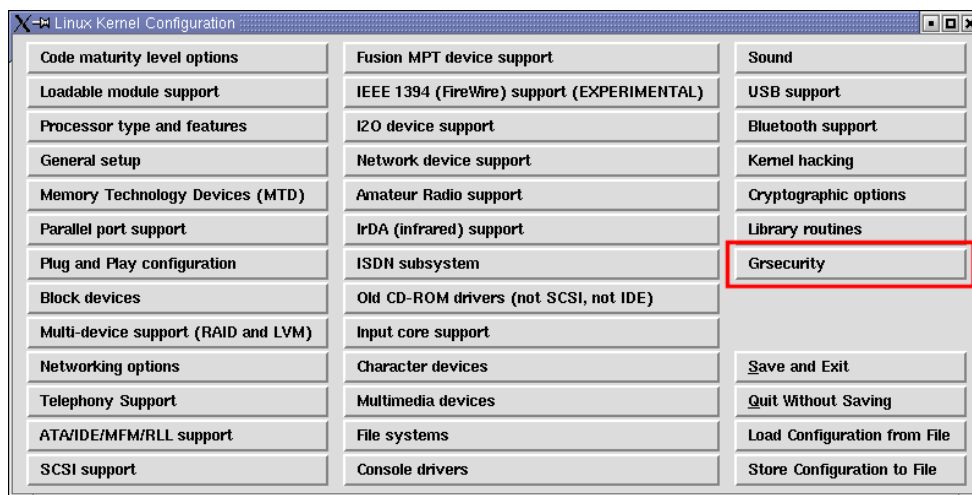 Linux Kernel Configuration
Code maturity level options
Loadable module support
Processor type and features
General setup
Memory Technology Devices (MTD)
Parallel port support
Plug and Play configuration
Block devices
Multi-device support (RAID and LVM)
Networking options
Telephony Support
ATA/IDE/MFM/RLL support
SCSI support
Fusion MPT device support
IEEE 1394 (FireWire) support (EXPERIMENTAL)
I2O device support
Network device support
Amateur Radio support
IrDA (infrared) support
ISDN subsystem
Old CD-ROM drivers (not SCSI, not IDE)
Input core support
Character devices
Multimedia devices
File systems
Console drivers
Sound
USB support
Bluetooth support
Kernel hacking
Cryptographic options
Library routines
Grsecurity
Save and Exit
Quit Without Saving
Load Configuration from File
Store Configuration to File